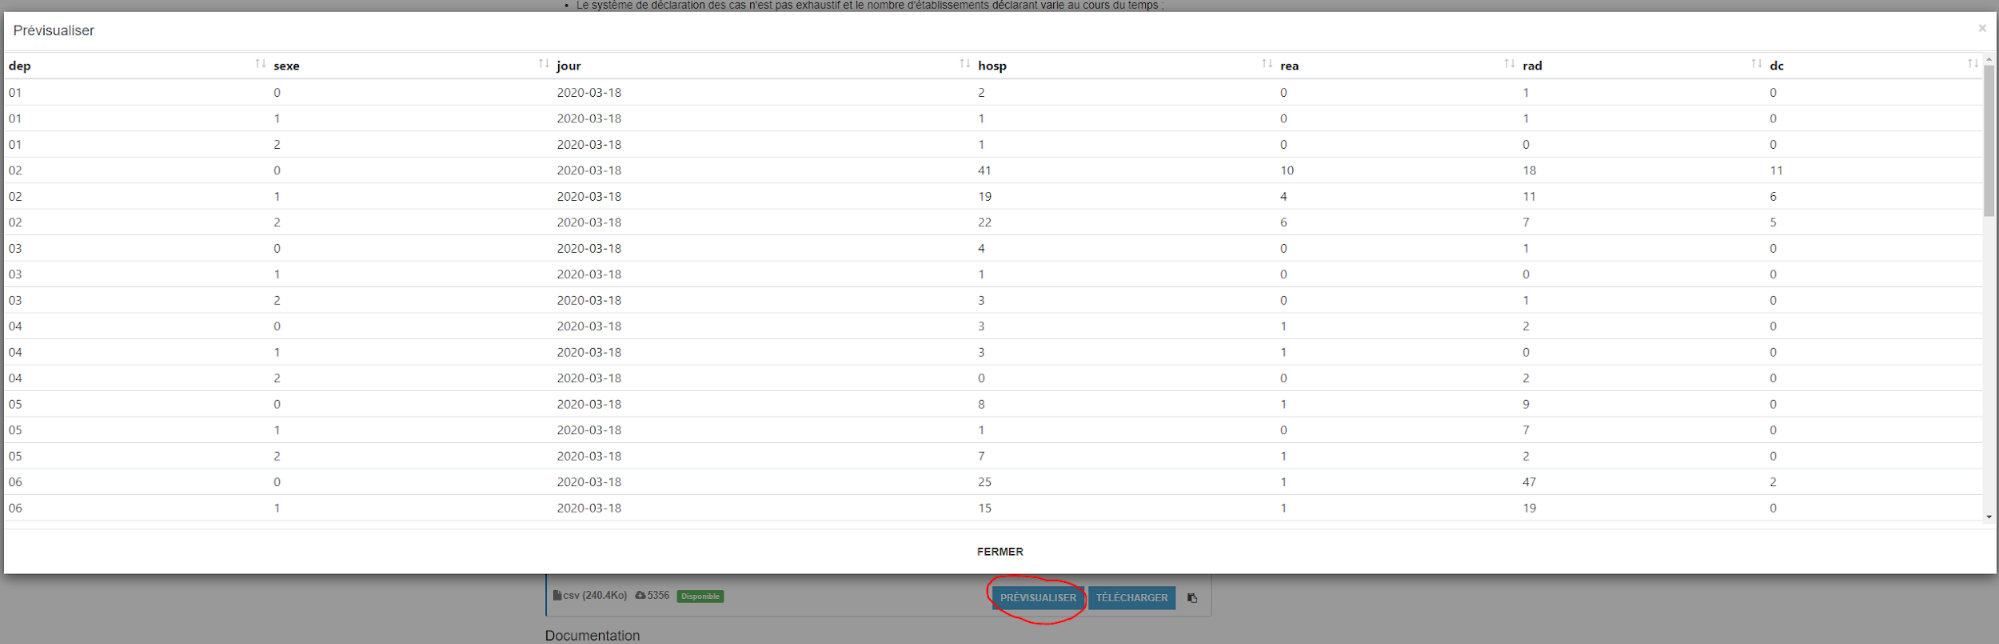 Le système de déclaration des cas n'est pas exhaustif et le nombre d'établissements déclarant varie au cours du temps ;
Prévisualiser ×
dep sexe jour hosp rea rad dc
01 0 2020-03-18 2 0 1 0
01 1 2020-03-18 1 0 1 0
01 2 2020-03-18 1 0 0 0
02 0 2020-03-18 41 10 18 11
02 1 2020-03-18 19 4 11 6
02 2 2020-03-18 22 6 7 5
03 0 2020-03-18 4 0 1 0
03 1 2020-03-18 1 0 0 0
03 2 2020-03-18 3 0 1 0
04 0 2020-03-18 3 1 2 0
04 1 2020-03-18 3 1 0 0
04 2 2020-03-18 0 0 2 0
05 0 2020-03-18 8 1 9 0
05 1 2020-03-18 1 0 7 0
05 2 2020-03-18 7 1 2 0
06 0 2020-03-18 25 1 47 2
06 1 2020-03-18 15 1 19 0
FERMER
csv (240.4Ko) 5356 Disponible PRÉVISUALISER TÉLÉCHARGER
Documentation